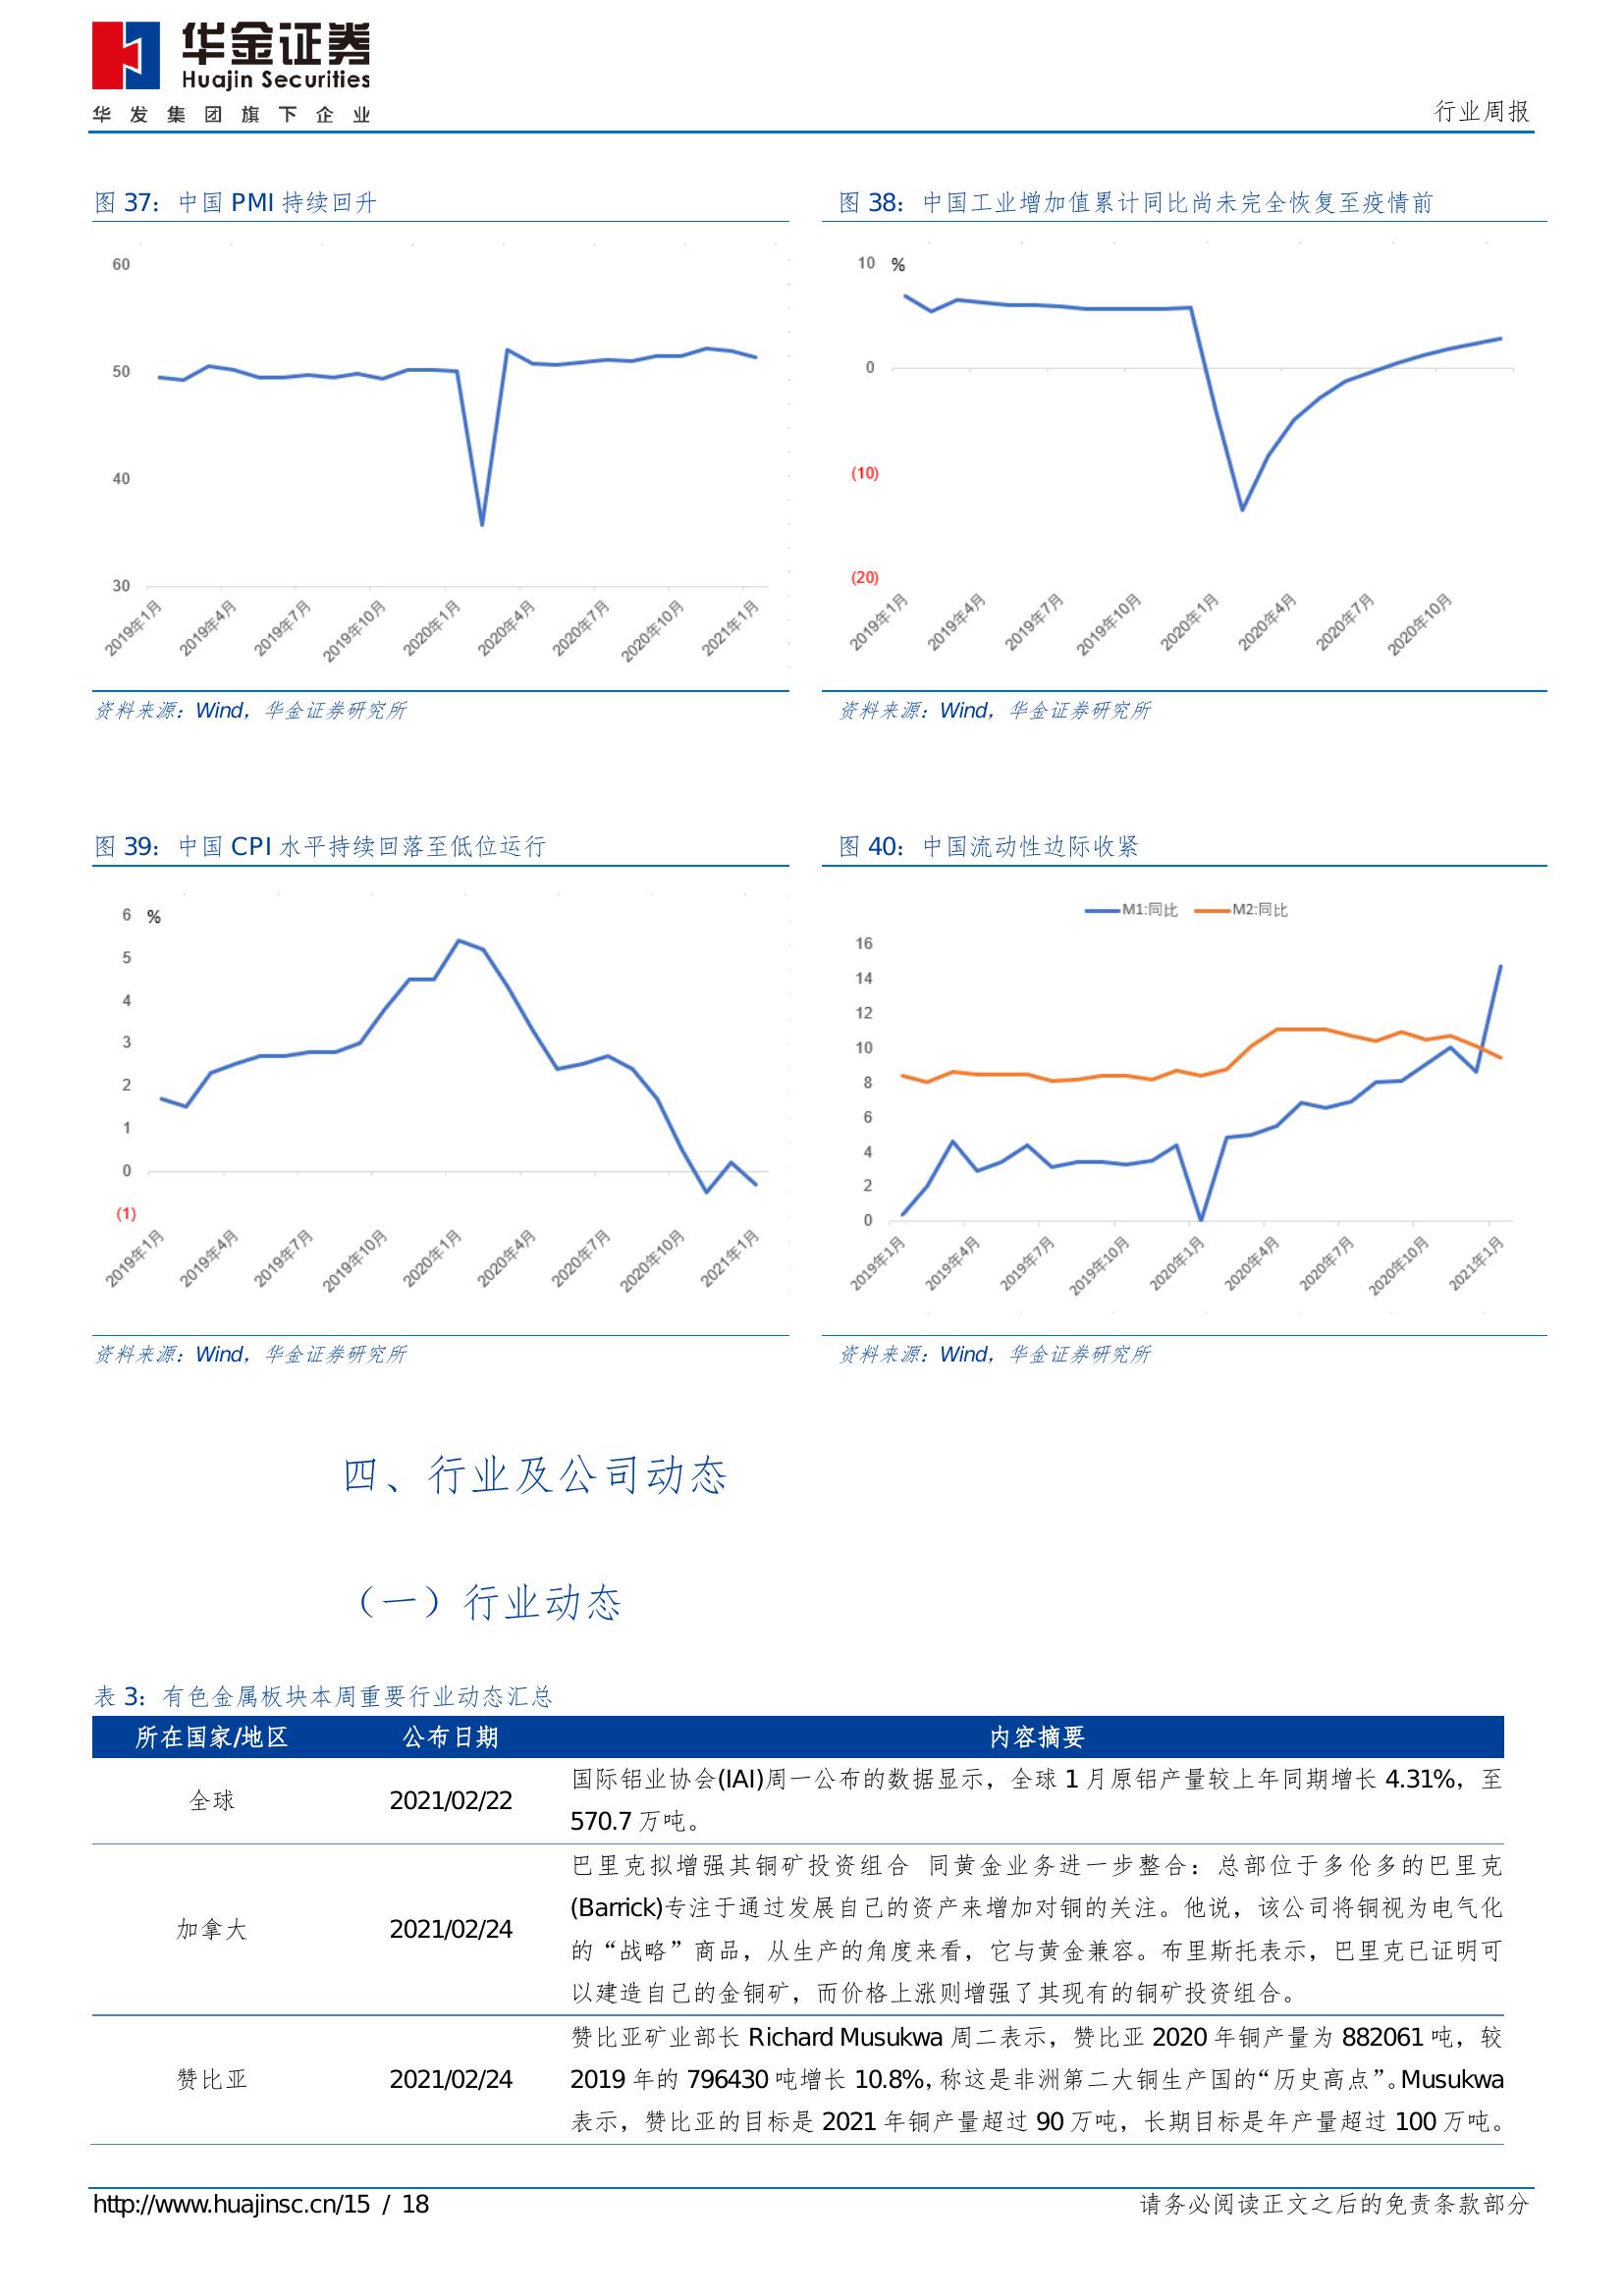 华金证券
Huajin Securities
华发集团旗下企业
行业周报
图 37：中国 PMI 持续回升
60
50
40
30
2019年1月
2019年4月
2019年7月
2019年10月
2020年1月
2020年4月
2020年7月
2020年10月
2021年1月
资料来源：Wind，华金证券研究所
图 38：中国工业增加值累计同比尚未完全恢复至疫情前
10
%
0
(10)
(20)
2019年1月
2019年4月
2019年7月
2019年10月
2020年1月
2020年4月
2020年7月
2020年10月
资料来源：Wind，华金证券研究所
图 39：中国 CPI 水平持续回落至低位运行
6
%
5
4
3
2
1
0
(1)
2019年1月
2019年4月
2019年7月
2019年10月
2020年1月
2020年4月
2020年7月
2020年10月
2021年1月
资料来源：Wind，华金证券研究所
图 40：中国流动性边际收紧
M1:同比
M2:同比
16
14
12
10
8
6
4
2
0
2019年1月
2019年4月
2019年7月
2019年10月
2020年1月
2020年4月
2020年7月
2020年10月
2021年1月
资料来源：Wind，华金证券研究所
四、行业及公司动态
（一）行业动态
表 3：有色金属板块本周重要行业动态汇总
所在国家/地区 公布日期 内容摘要
全球 2021/02/22
国际铝业协会(IAI)周一公布的数据显示，全球 1 月原铝产量较上年同期增长 4.31%，至
570.7 万吨。
加拿大 2021/02/24
巴里克拟增强其铜矿投资组合 同黄金业务进一步整合：总部位于多伦多的巴里克
(Barrick)专注于通过发展自己的资产来增加对铜的关注。他说，该公司将铜视为电气化
的“战略”商品，从生产的角度来看，它与黄金兼容。布里斯托表示，巴里克已证明可
以建造自己的金铜矿，而价格上涨则增强了其现有的铜矿投资组合。
赞比亚 2021/02/24
赞比亚矿业部长 Richard Musukwa 周二表示，赞比亚 2020 年铜产量为 882061 吨，较
2019 年的 796430 吨增长 10.8%，称这是非洲第二大铜生产国的“历史高点”。Musukwa
表示，赞比亚的目标是 2021 年铜产量超过 90 万吨，长期目标是年产量超过 100 万吨。
http://www.huajinsc.cn/15 / 18
请务必阅读正文之后的免责条款部分